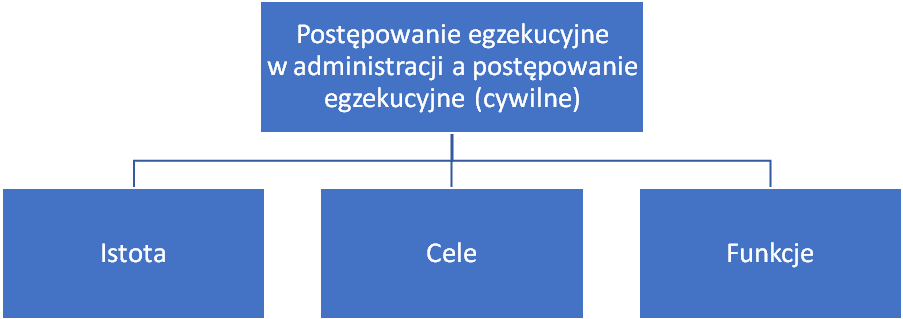 Postępowanie egzekucyjne
w administracji a postępowanie
egzekucyjne (cywilne)
Istota
Cele
Funkcje